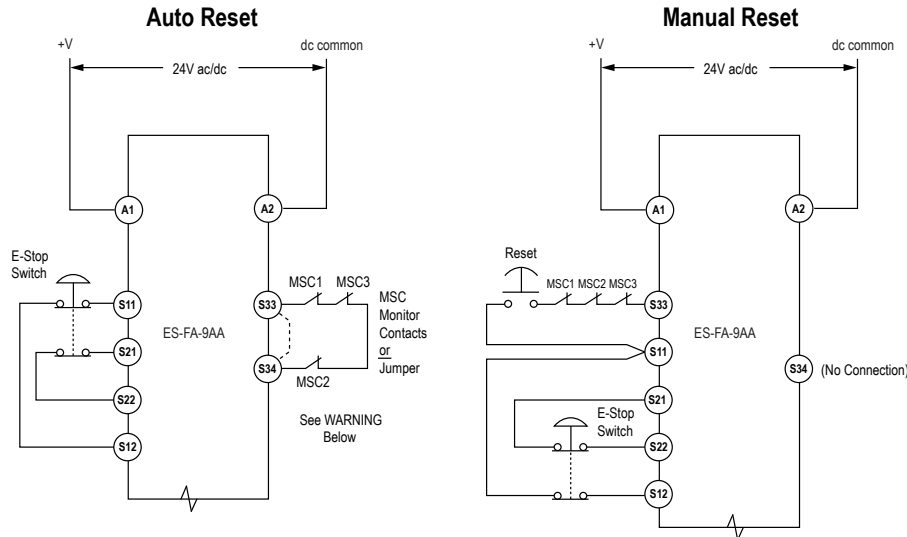 Auto Reset
+V
dc common
24V ac/dc
A1
A2
E-Stop
Switch
S11
S21
S22
S12
ES-FA-9AA
S33
S34
MSC1
MSC3
MSC2
MSC
Monitor
Contacts
or
Jumper
See WARNING
Below
Manual Reset
+V
dc common
24V ac/dc
A1
A2
Reset
MSC1
MSC2
MSC3
S33
S11
S21
S22
S12
ES-FA-9AA
S34
(No Connection)
E-Stop
Switch